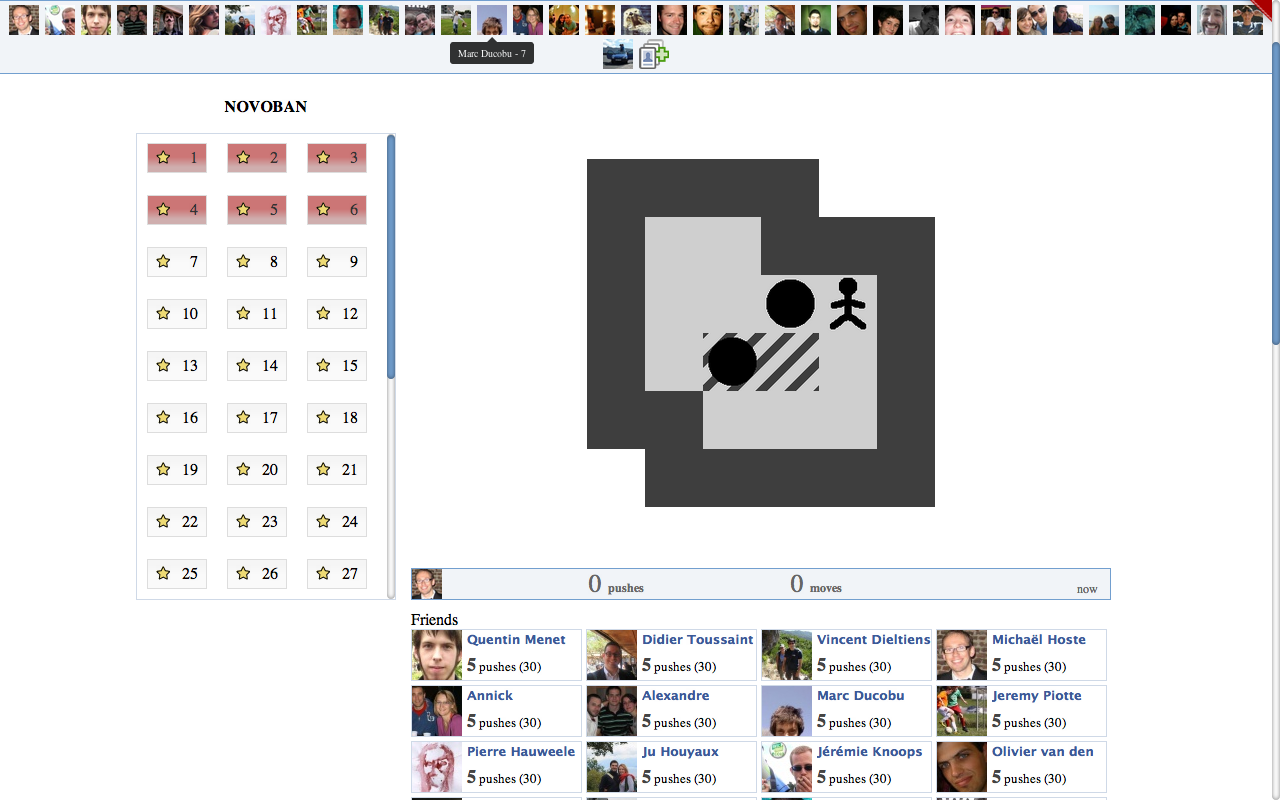 Marc Ducobu - 7
NOVOBAN
1 2 3
4 5 6
7 8 9
10 11 12
13 14 15
16 17 18
19 20 21
22 23 24
25 26 27
0 pushes 0 moves now
Friends
Quentin Menet Didier Toussaint Vincent Dieltiens Michaël Hoste
5 pushes (30) 5 pushes (30) 5 pushes (30) 5 pushes (30)
Annick Alexandre Marc Ducobu Jeremy Piotte
5 pushes (30) 5 pushes (30) 5 pushes (30) 5 pushes (30)
Pierre Hauweele Ju Houyaux Jérémie Knoops Olivier van den
5 pushes (30) 5 pushes (30) 5 pushes (30) 5 pushes (30)